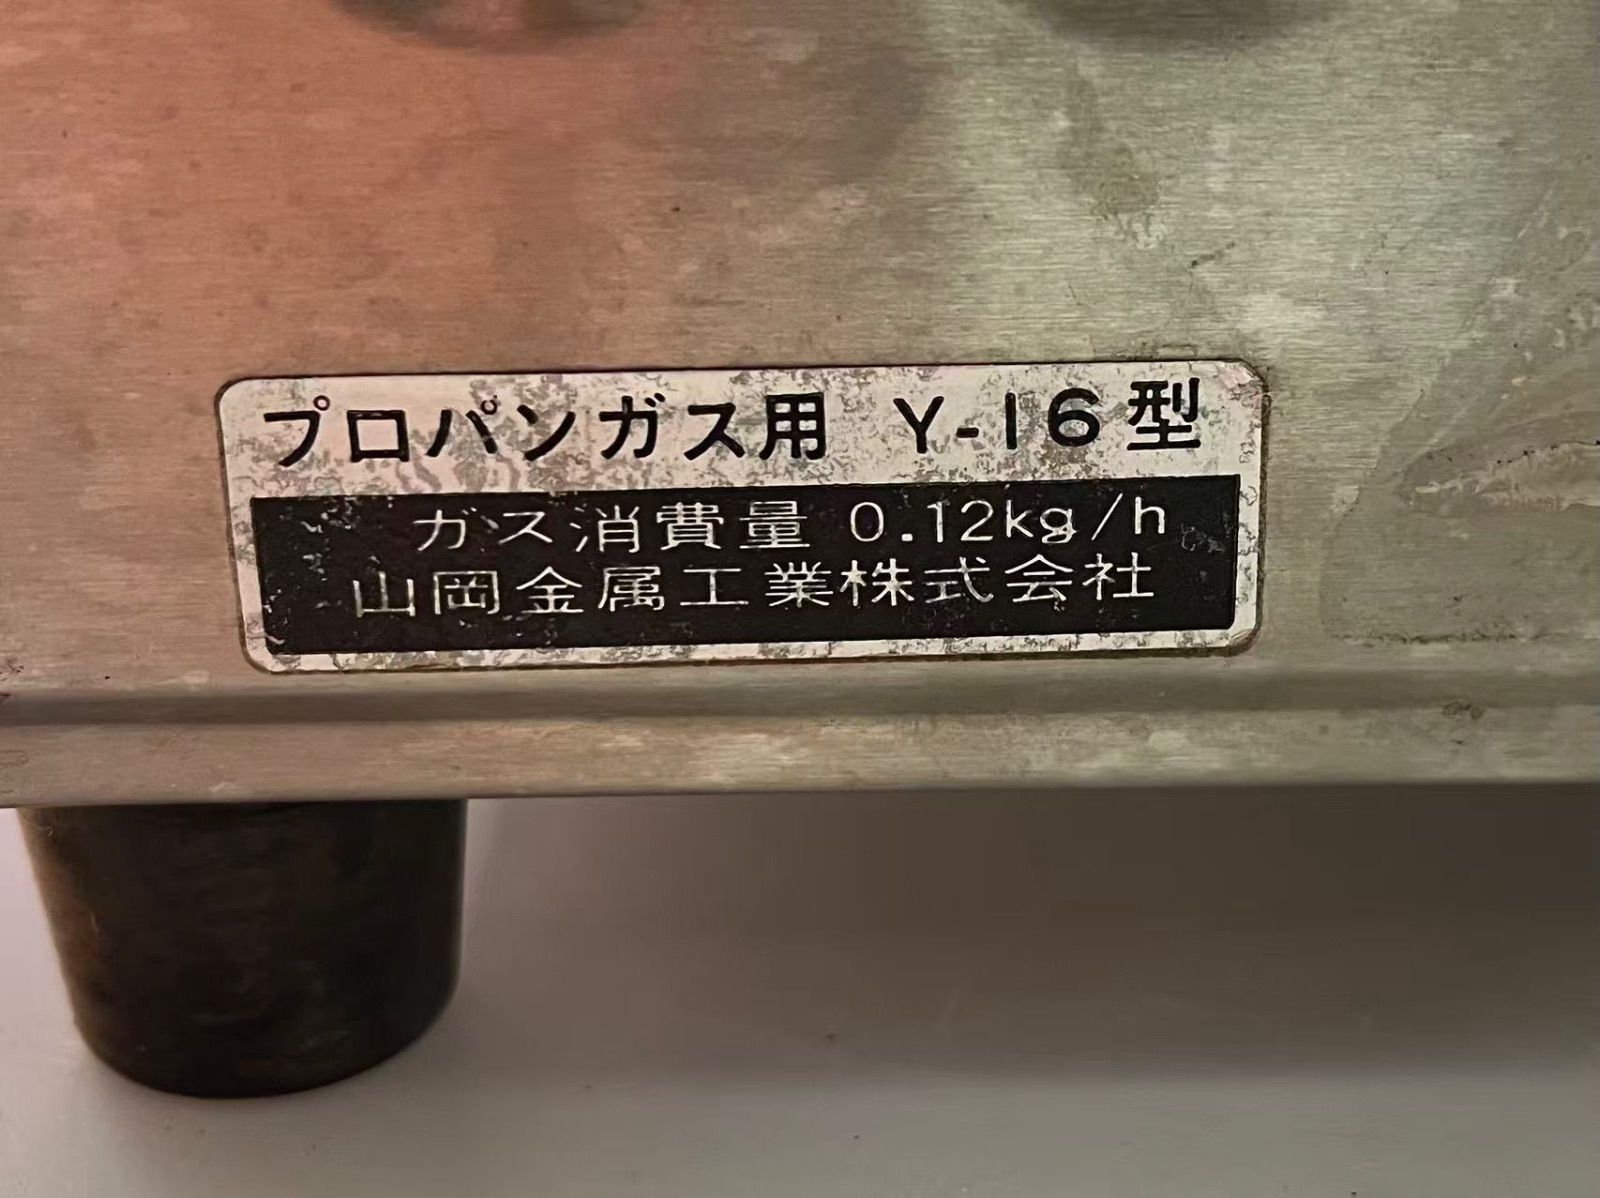 プロパンガス用 Y-16型
ガス消費量 0.12kg/h
山岡金属工業株式会社